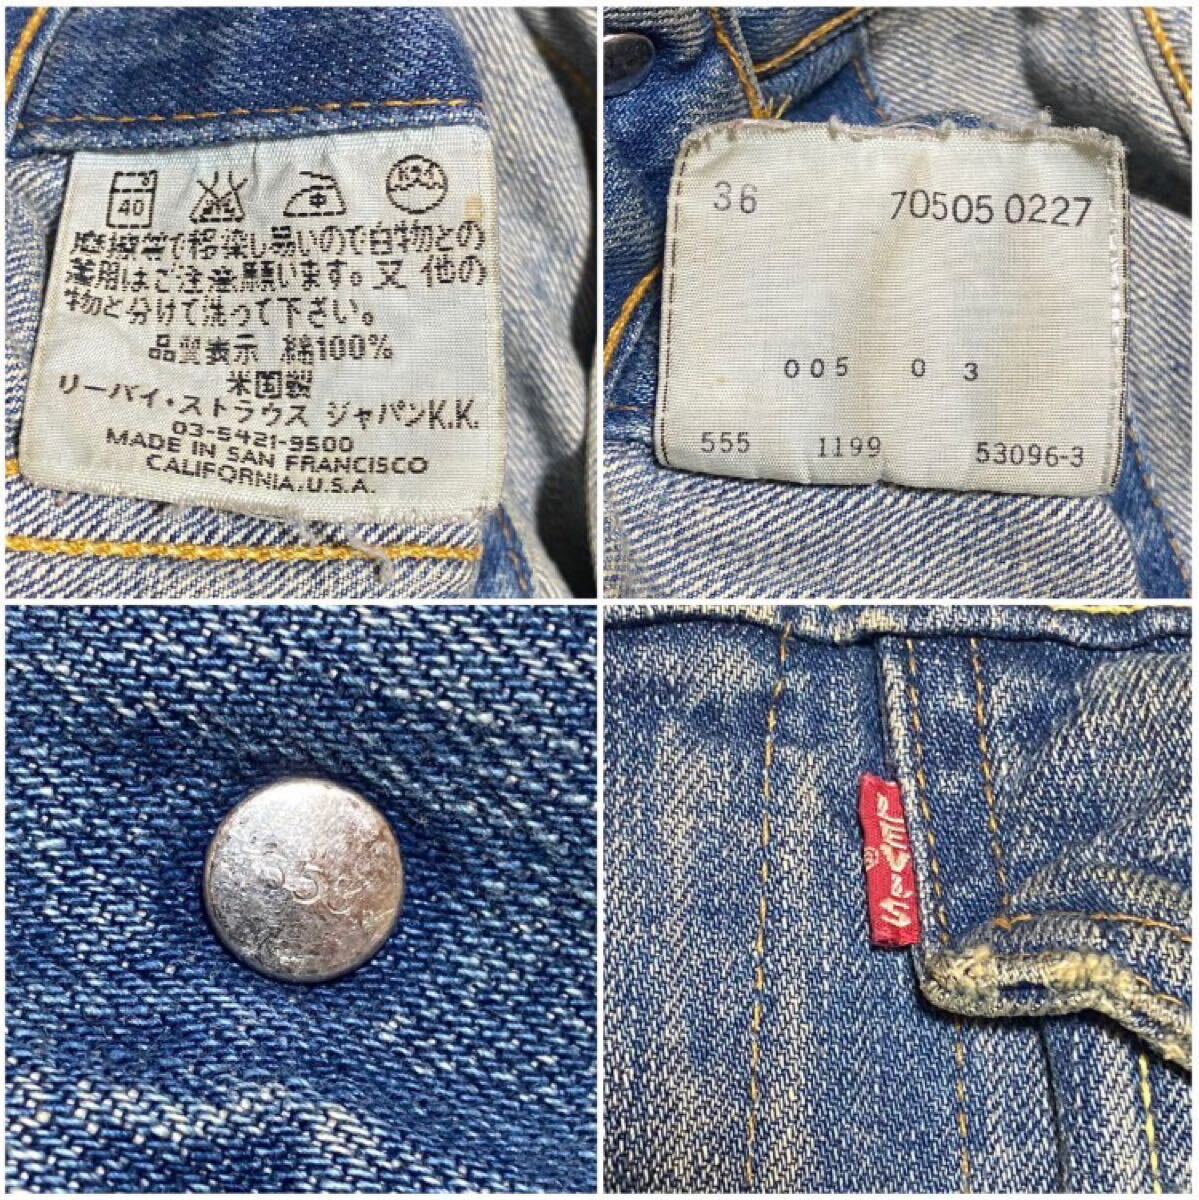 40
摩擦等で移染し易いので白物との
着用はご注意願います。又 他の
物と分けて洗って下さい。
品質表示 綿100%
米国製
リーバイ・ストラウス ジャパンK.K.
03-5421-9500
MADE IN SAN FRANCISCO
CALIFORNIA, U.S.A.
36 70505 0227
005 0 3
555 1199 53096-3
555
LEVI'S
®